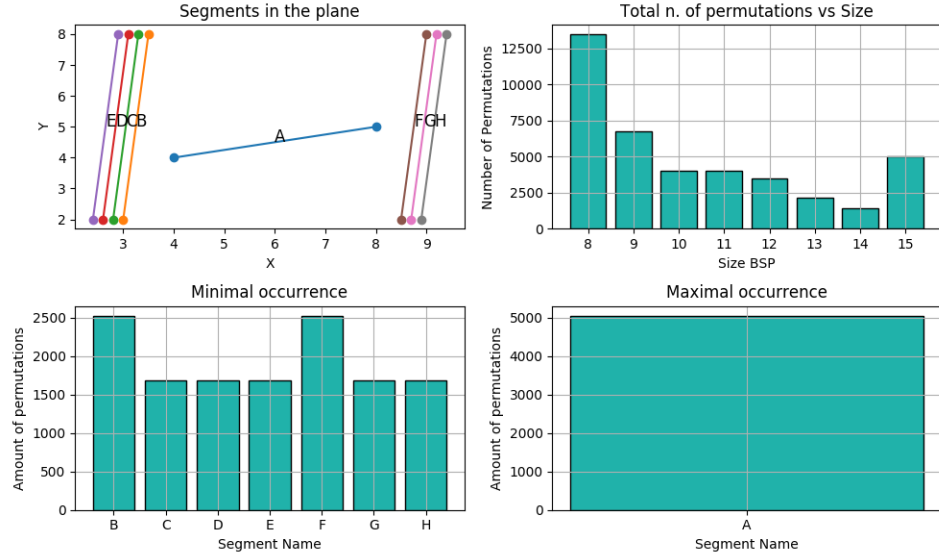 Segments in the plane
8
7
6
5
4
3
2
Y
E
D
C
B
A
F
G
H
3
4
5
6
7
8
9
X
Total n. of permutations vs Size
12500
10000
7500
5000
2500
0
Number of Permutations
8
9
10
11
12
13
14
15
Size BSP
Minimal occurrence
2500
2000
1500
1000
500
0
Amount of permutations
B
C
D
E
F
G
H
Segment Name
Maximal occurrence
5000
4000
3000
2000
1000
0
Amount of permutations
A
Segment Name